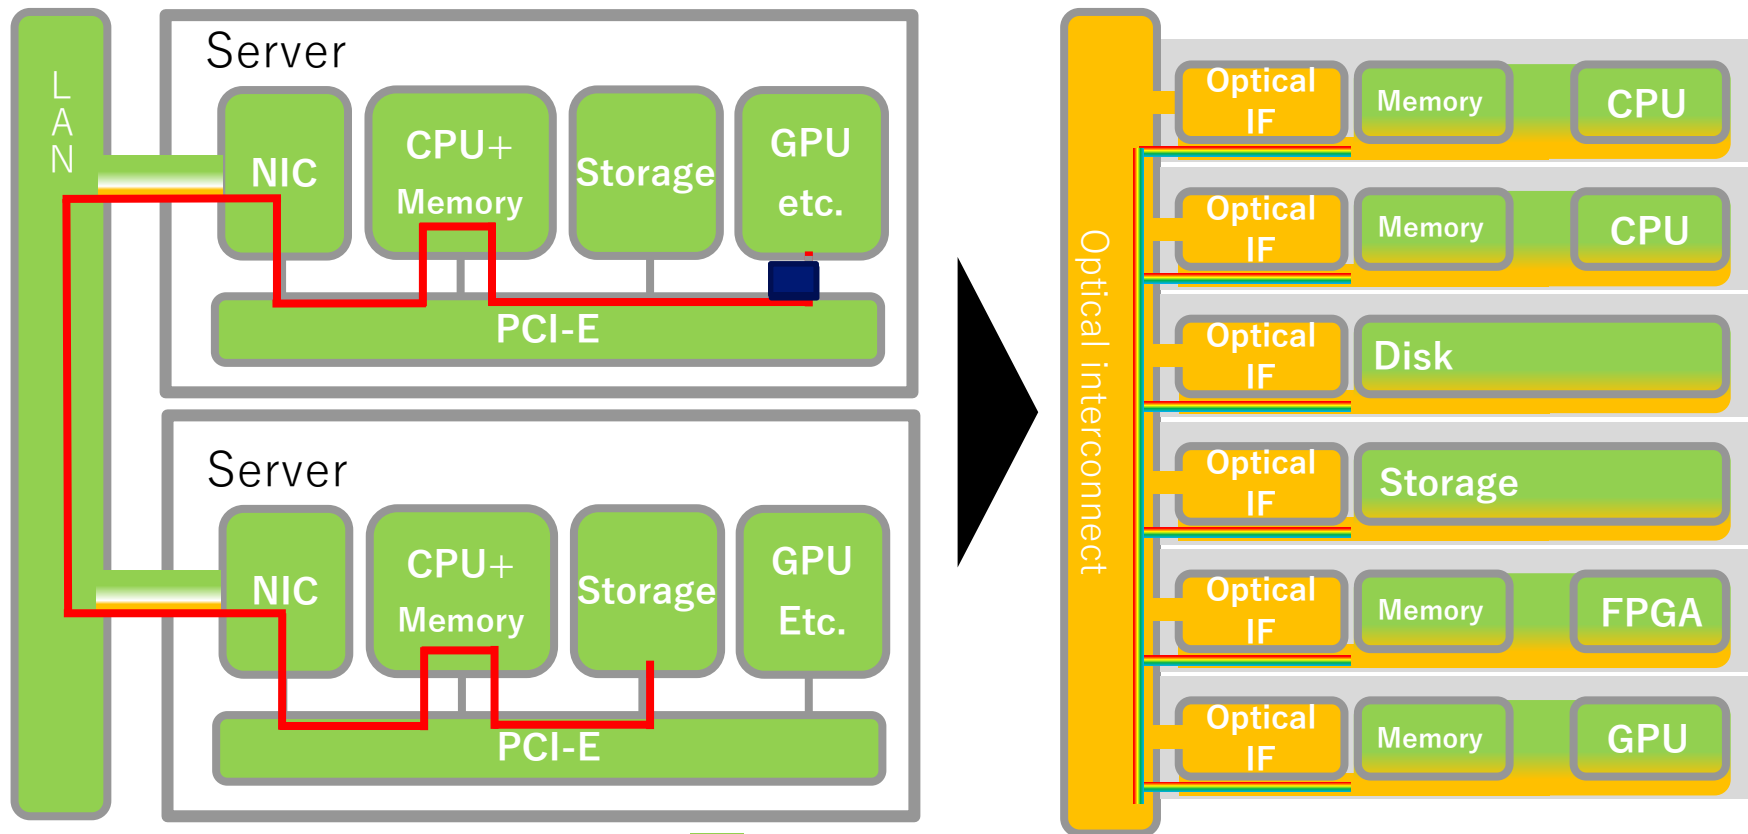 LAN
Server
NIC
CPU+
Memory
Storage
GPU
etc.
PCI-E
Server
NIC
CPU+
Memory
Storage
GPU
Etc.
PCI-E
Optical interconnect
Optical
IF
Memory
CPU
Optical
IF
Memory
CPU
Optical
IF
Disk
Optical
IF
Storage
Optical
IF
Memory
FPGA
Optical
IF
Memory
GPU